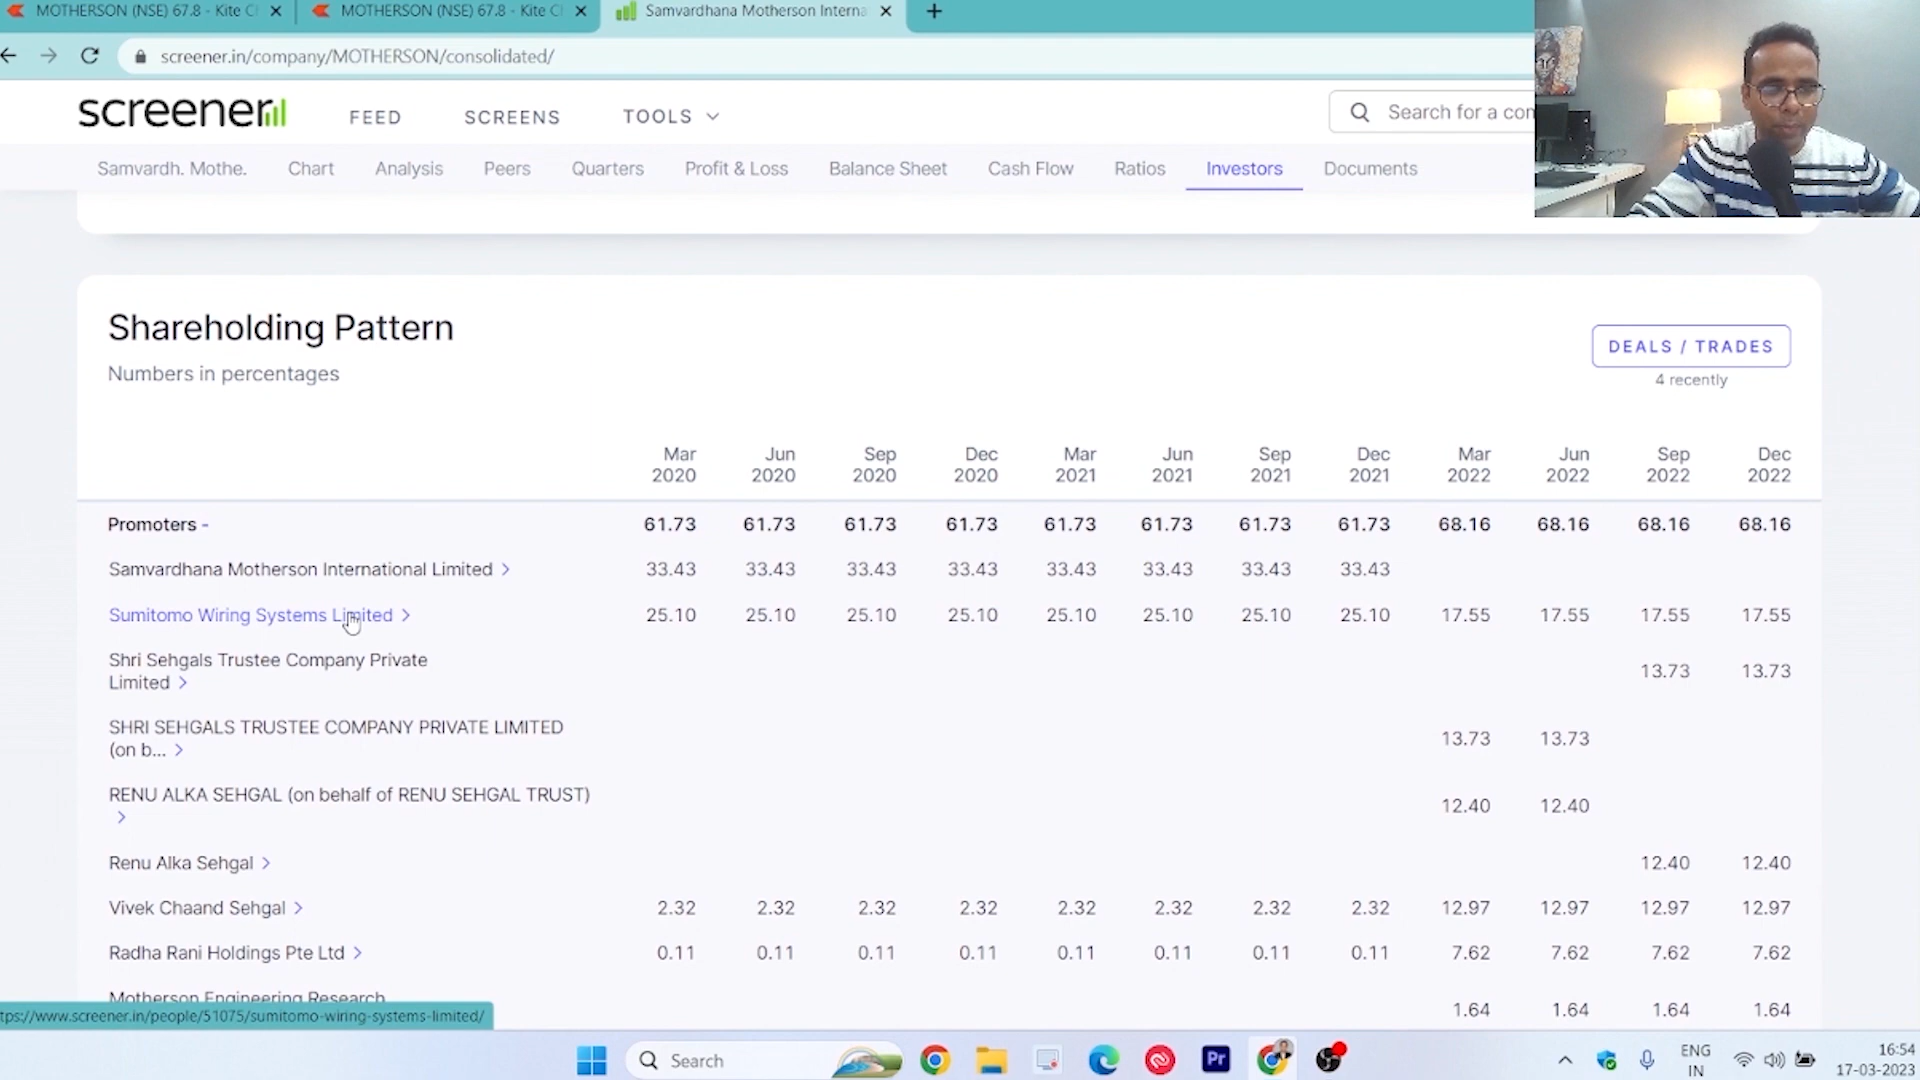 MOTHERSON (NSE) 67.8 - Kite C
MOTHERSON (NSE) 67.8 - Kite C
Samvardhana Motherson Interna
screener.in/company/MOTHERSON/consolidated/
screener
FEED
SCREENS
TOOLS
Search for a con
Samvardh. Mothe.
Chart
Analysis
Peers
Quarters
Profit & Loss
Balance Sheet
Cash Flow
Ratios
Investors
Documents
Shareholding Pattern
Numbers in percentages
DEALS / TRADES
4 recently
Mar 2020 Jun 2020 Sep 2020 Dec 2020 Mar 2021 Jun 2021 Sep 2021 Dec 2021 Mar 2022 Jun 2022 Sep 2022 Dec 2022
Promoters - 61.73 61.73 61.73 61.73 61.73 61.73 61.73 61.73 68.16 68.16 68.16 68.16
Samvardhana Motherson International Limited 33.43 33.43 33.43 33.43 33.43 33.43 33.43 33.43
Sumitomo Wiring Systems Limited 25.10 25.10 25.10 25.10 25.10 25.10 25.10 25.10 17.55 17.55 17.55 17.55
Shri Sehgals Trustee Company Private
Limited 13.73 13.73
SHRI SEHGALS TRUSTEE COMPANY PRIVATE LIMITED
(on b... 13.73 13.73
RENU ALKA SEHGAL (on behalf of RENU SEHGAL TRUST) 12.40 12.40
Renu Alka Sehgal 12.40 12.40
Vivek Chaand Sehgal 2.32 2.32 2.32 2.32 2.32 2.32 2.32 2.32 12.97 12.97 12.97 12.97
Radha Rani Holdings Pte Ltd 0.11 0.11 0.11 0.11 0.11 0.11 0.11 0.11 7.62 7.62 7.62 7.62
Motherson Engineering Research 1.64 1.64 1.64 1.64
tps://www.screener.in/people/51075/sumitomo-wiring-systems-limited/
Search
Pr
ENG
IN
16:54
17-03-2023